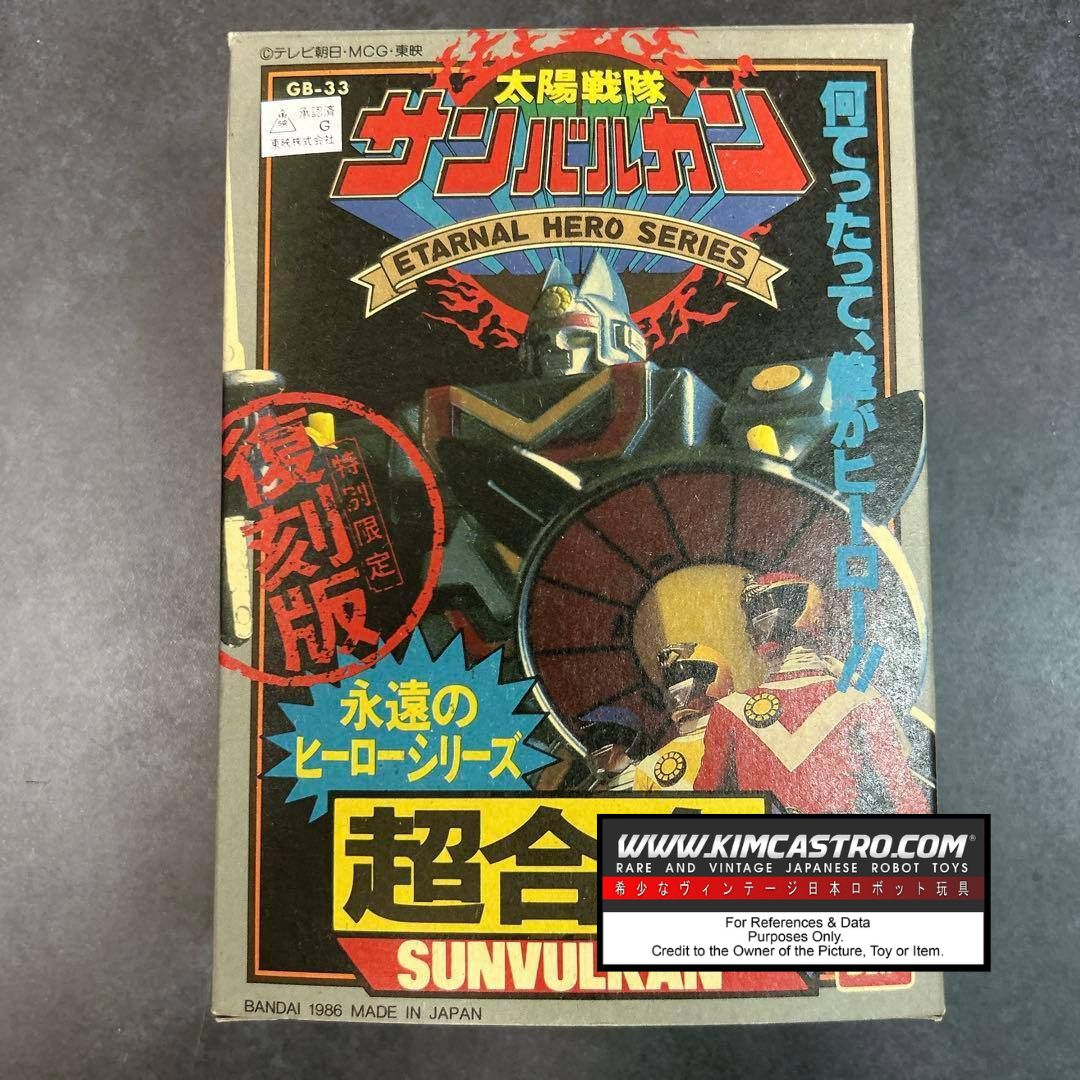 ©テレビ朝日・MCG・東映
GB-33
承認済
G
東映株式会社
太陽戦隊
サンバルカン
ETARNAL HERO SERIES
何てったって、俺がヒーロー!!
復刻版
特別限定
永遠の
ヒーローシリーズ
超合
SUNVULKAN
BANDAI 1986 MADE IN JAPAN
WWW.KIMCASTRO.COM®
RARE AND VINTAGE JAPANESE ROBOT TOYS
希少なヴィンテージ日本ロボット玩具
For References & Data
Purposes Only.
Credit to the Owner of the Picture, Toy or Item.